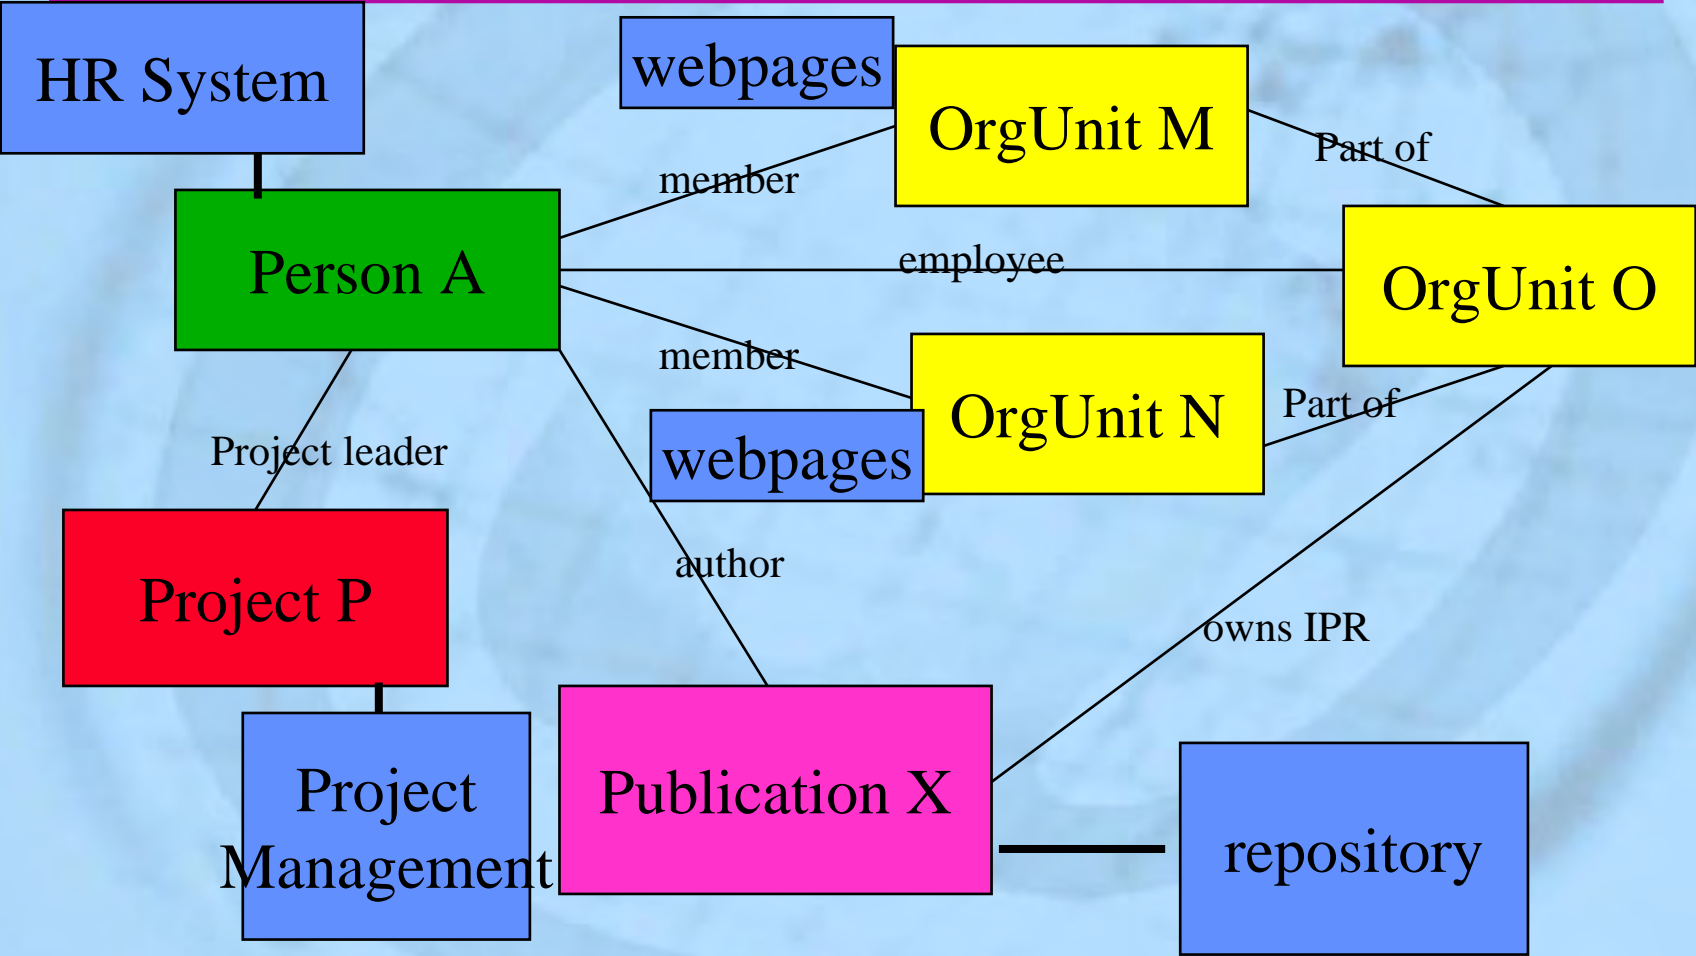 HR System
webpages
OrgUnit M
Part of
member
Person A
employee
OrgUnit O
member
OrgUnit N
Part of
webpages
Project leader
author
Project P
owns IPR
Project
Management
Publication X
repository